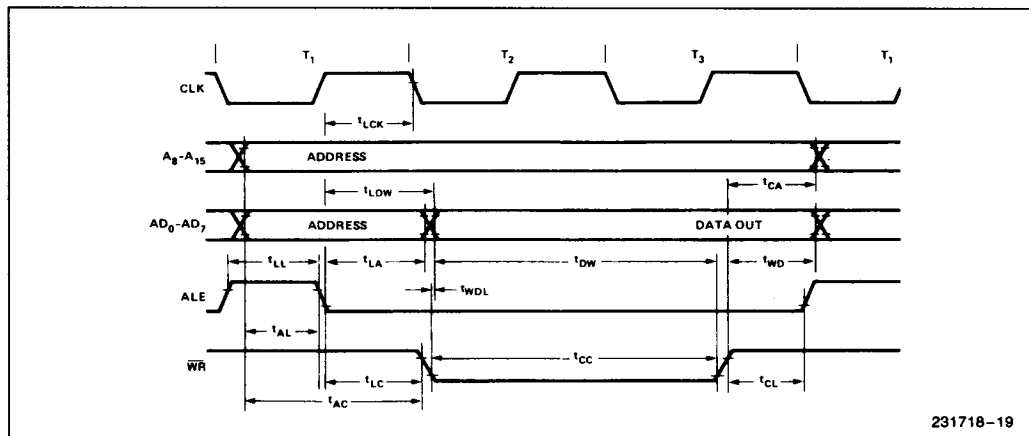 T1 T2 T3 T1
CLK
tLCK
A8-A15 ADDRESS
tLDW tCA
AD0-AD7 ADDRESS DATA OUT
tLL tLA tDW tWD
tWDL
ALE
tAL
WR tCC
tLC tCL
tAC
231718-19